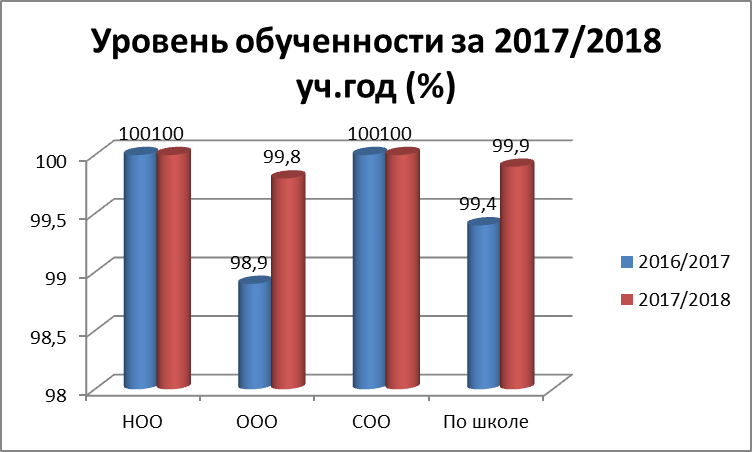 Уровень обученности за 2017/2018
уч.год (%)
100100
99,8
100100
99,9
98,9
99,4
100
99,5
99
98,5
98
НОО
ООО
СОО
По школе
2016/2017
2017/2018